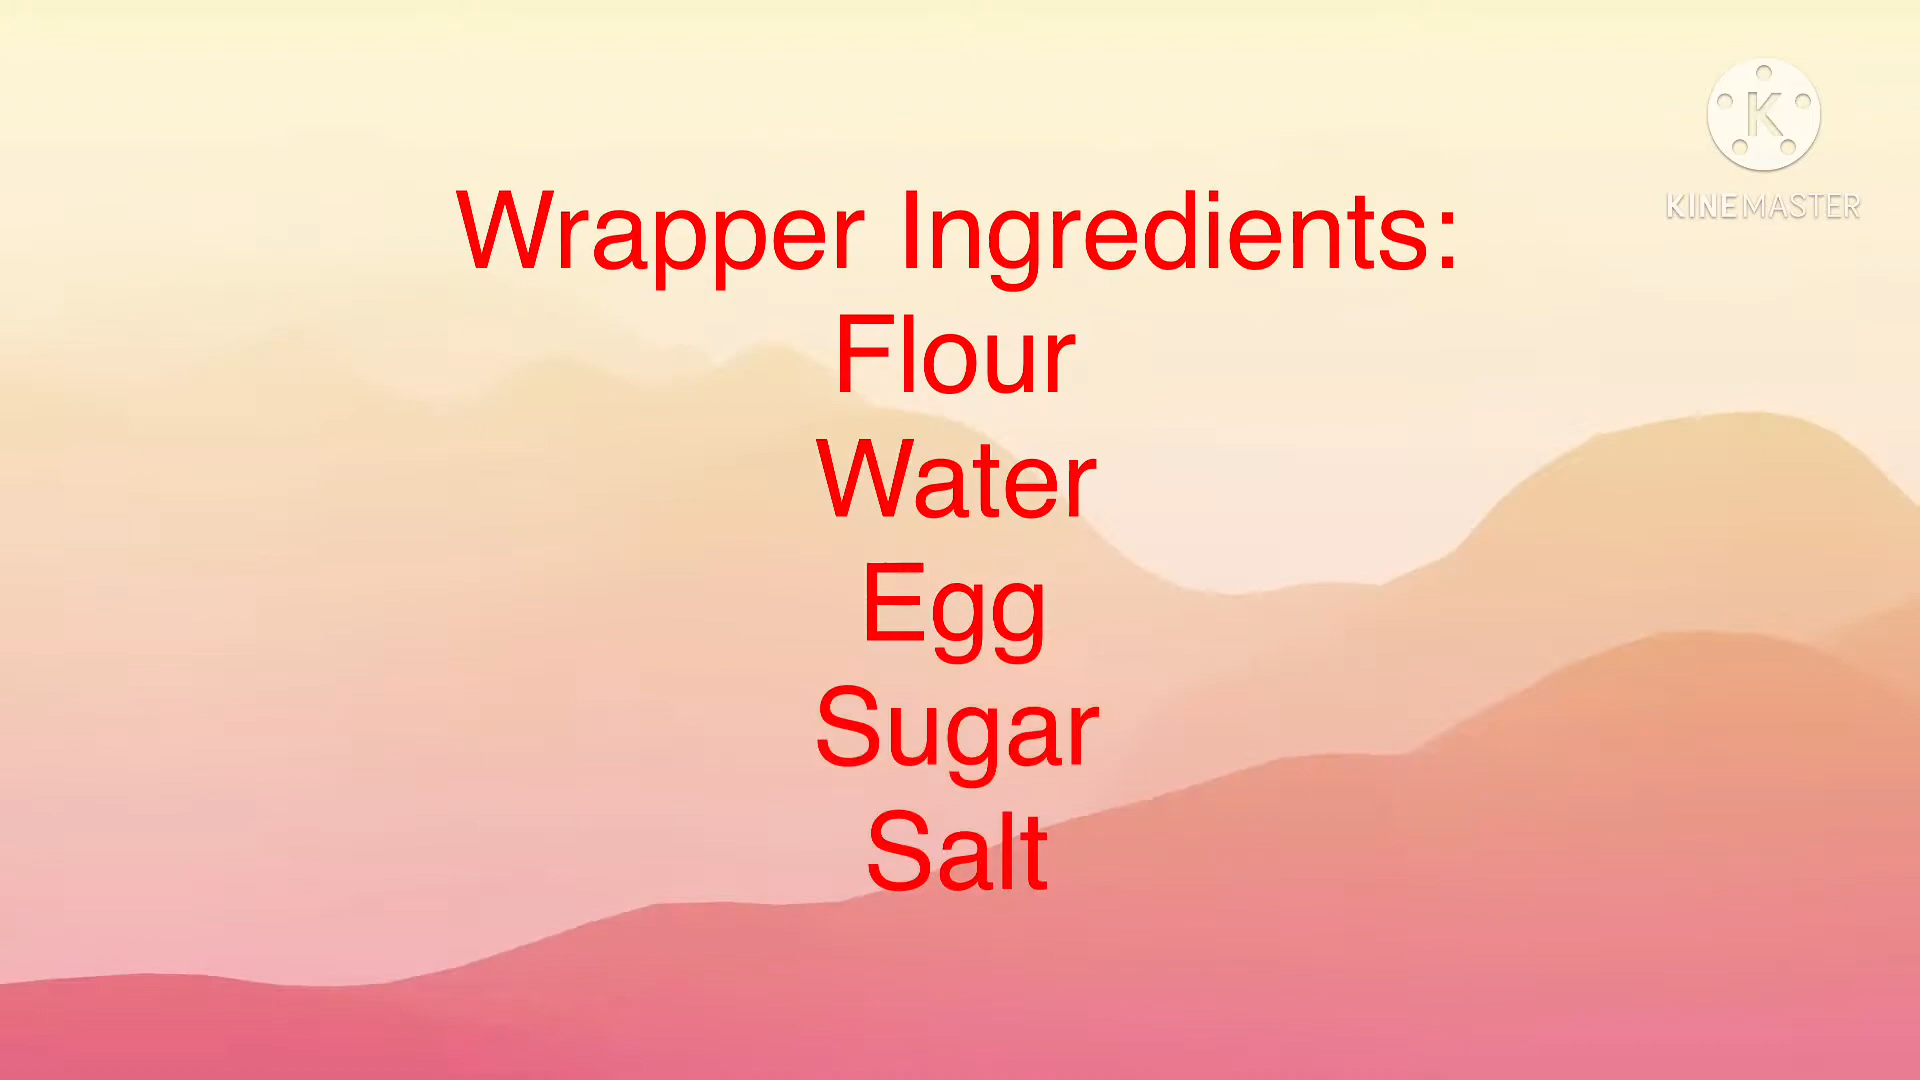 Wrapper Ingredients:
Flour
Water
Egg
Sugar
Salt
K
KINEMASTER